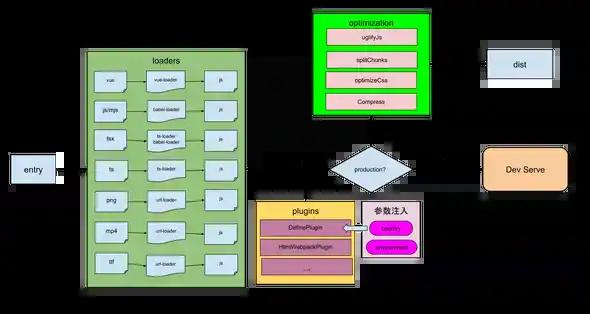 optimization
uglifyJs
splitChunks
optimizeCss
Compress
dist
loaders
vue
vue-loader
js
js/mjs
babel-loader
js
tsx
ts-loader
babel-loader
js
ts
ts-loader
js
png
url-loader
js
mp4
url-loader
js
ttf
url-loader
js
entry
production?
Dev Serve
plugins
DefinePlugin
HtmlWebpackPlugin
....
参数注入
country
environment